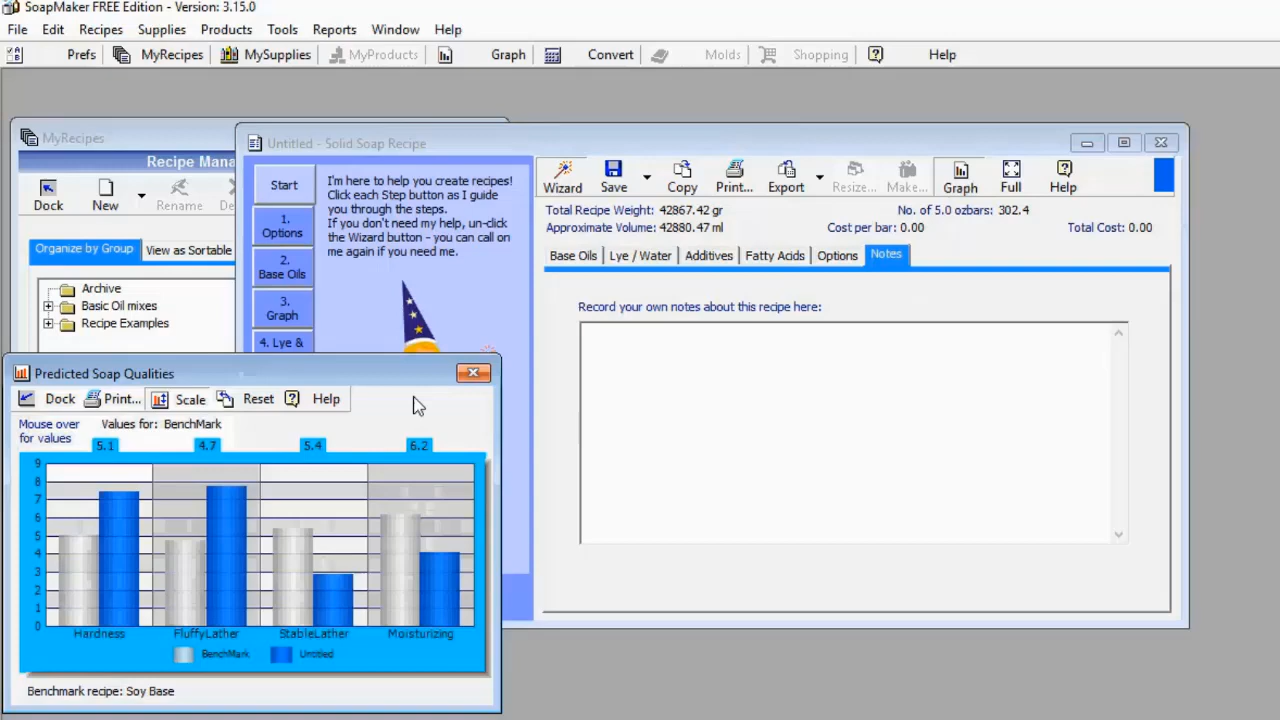 SoapMaker FREE Edition - Version: 3.15.0
File Edit Recipes Supplies Products Tools Reports Window Help
Prefs MyRecipes MySupplies MyProducts Graph Convert Molds Shopping Help
MyRecipes
Recipe Mana
Dock New Rename De
Organize by Group View as Sortable
Archive
Basic Oil mixes
Recipe Examples
Untitled - Solid Soap Recipe
Start
1. Options
2. Base Oils
3. Graph
4. Lye &
I'm here to help you create recipes!
Click each Step button as I guide
you through the steps.
If you don't need my help, un-click
the Wizard button - you can call on
me again if you need me.
Wizard Save Copy Print... Export Resize... Make... Graph Full Help
Total Recipe Weight: 42867.42 gr No. of 5.0 ozbars: 302.4
Approximate Volume: 42880.47 ml Cost per bar: 0.00 Total Cost: 0.00
Base Oils Lye / Water Additives Fatty Acids Options Notes
Record your own notes about this recipe here:
Predicted Soap Qualities
Dock Print... Scale Reset Help
Mouse over
for values
Values for: BenchMark
5.1 4.7 5.4 6.2
9
8
7
6
5
4
3
2
1
0
Hardness FluffyLather StableLather Moisturizing
BenchMark Untitled
Benchmark recipe: Soy Base